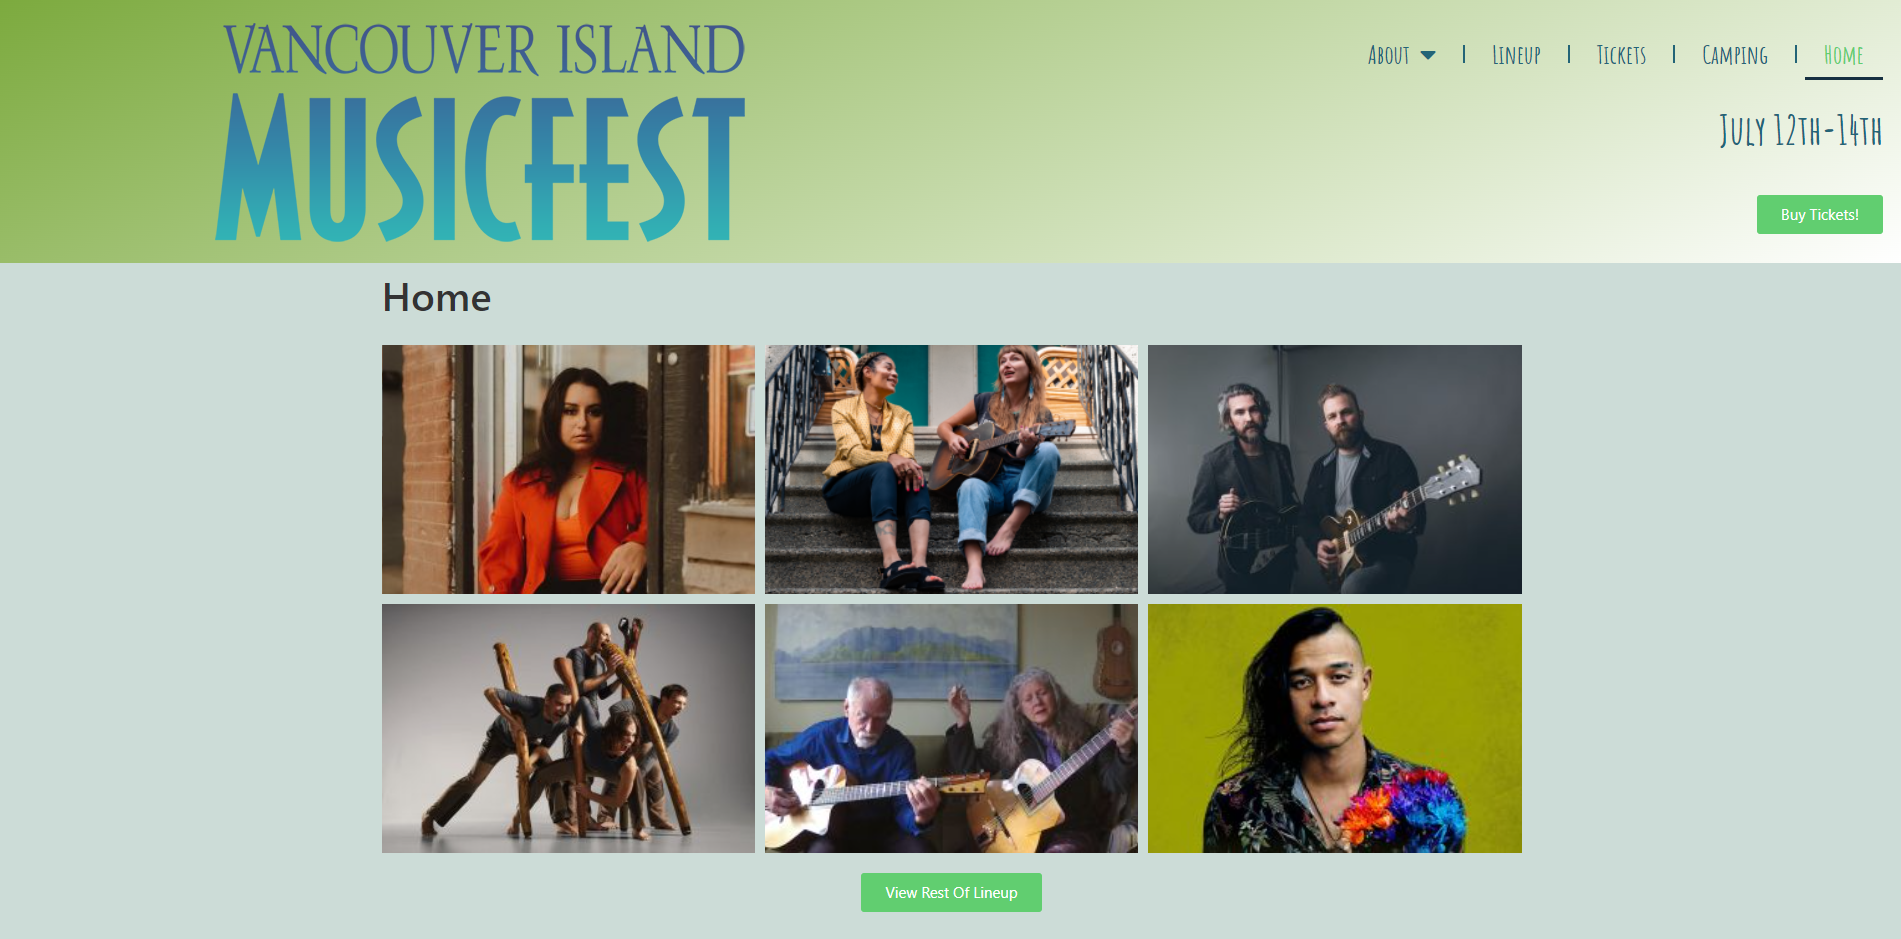 VANCOUVER ISLAND
MUSICFEST
About
Lineup
Tickets
Camping
Home
July 12th-14th
Buy Tickets!
Home
View Rest Of Lineup